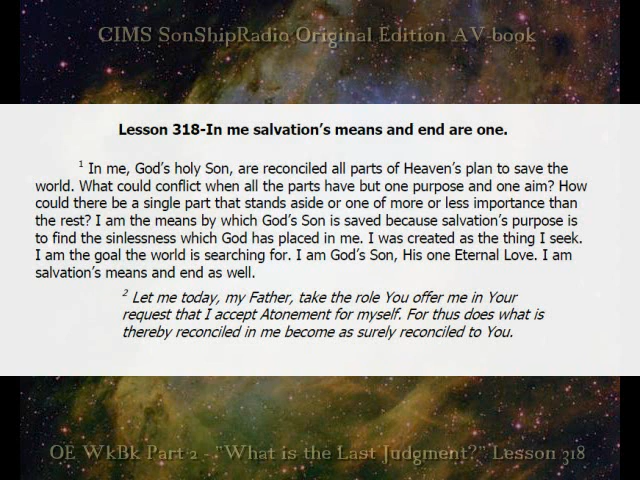 CIMS SonShipRadio Original Edition AV-book
Lesson 318-In me salvation's means and end are one.
1 In me, God's holy Son, are reconciled all parts of Heaven's plan to save the
world. What could conflict when all the parts have but one purpose and one aim? How
could there be a single part that stands aside or one of more or less importance than
the rest? I am the means by which God's Son is saved because salvation's purpose is
to find the sinlessness which God has placed in me. I was created as the thing I seek.
I am the goal the world is searching for. I am God's Son, His one Eternal Love. I am
salvation's means and end as well.
2 Let me today, my Father, take the role You offer me in Your
request that I accept Atonement for myself. For thus does what is
thereby reconciled in me become as surely reconciled to You.
OE WkBk Part 2 - "What is the Last Judgment?" Lesson 318